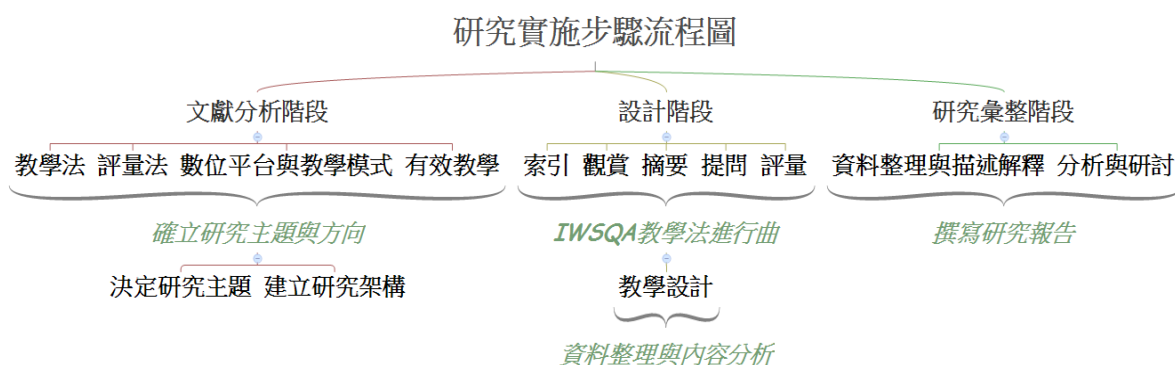 研究實施步驟流程圖
文獻分析階段 設計階段 研究彙整階段
教學法 評量法 數位平台與教學模式 有效教學 索引 觀賞 摘要 提問 評量 資料整理與描述解釋 分析與研討
確立研究主題與方向 IWSQA教學法進行曲 撰寫研究報告
決定研究主題 建立研究架構 教學設計
資料整理與內容分析